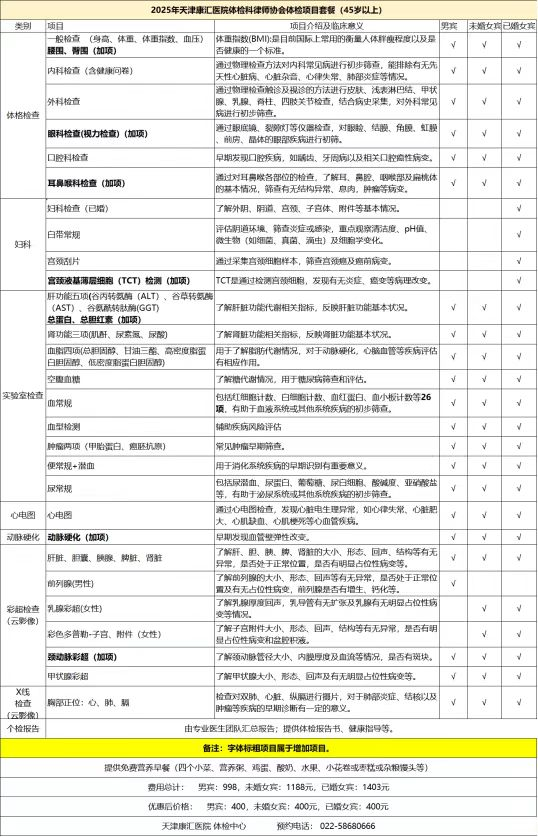 2025年天津康汇医院体检科律师协会体检项目套餐（45岁以上）
类别 项目 项目介绍及临床意义 男宾 未婚女宾 已婚女宾
体格检查
一般检查 （身高、体重、体重指数、血压）
腰围、臀围（加项）
体重指数(BMI):是目前国际上常用的衡量人体胖瘦程度以及是
否健康的一个标准。
√ √ √
内科检查（含健康问卷）
通过物理检查方法对内科常见病进行初步筛查，能排除有无先
天性心脏病、心脏杂音、心律失常、肺部炎症等情况。
√ √ √
外科检查
通过物理检查触诊及视诊的方法进行皮肤、浅表淋巴结、甲状
腺、乳腺、脊柱、四肢关节检查，结合病史采集，对外科常见
病进行初步筛查。
√ √ √
眼科检查(视力检查)（加项）
通过眼底镜、裂隙灯等仪器检查，对眼睑、结膜、角膜、虹膜
、前房、晶体的眼部疾病进行初筛。
√ √ √
口腔科检查
早期发现口腔疾病，如龋齿、牙周病以及相关口腔癌性病变。
√ √ √
耳鼻喉科检查（加项）
通过对耳鼻喉各部位的检查，了解耳、鼻腔、咽喉部及扁桃体
的基本情况，筛查有无结构异常、息肉、肿瘤等病变。
√ √ √
妇科
妇科检查（已婚）
了解外阴、阴道、宫颈、子宫体、附件等基本情况。
√
白带常规
评估阴道环境、筛查炎症或感染，重点观察清洁度、pH值、
微生物（如细菌、真菌、滴虫）及细胞学变化。
√
宫颈刮片
通过采集宫颈细胞样本，筛查宫颈癌及癌前病变。
√
宫颈液基薄层细胞（TCT）检测（加项）
TCT是通过检测宫颈细胞，发现有无炎症、癌变等病理改变。
√
实验室检查
肝功能五项(谷丙转氨酶（ALT）、谷草转氨酶
（AST）、谷氨酰转肽酶(GGT)
总蛋白、总胆红素（加项）
了解肝脏功能代谢相关指标，反映肝脏功能基本状况。
√ √ √
肾功能三项(肌酐、尿素氮、尿酸)
了解肾脏功能相关指标，反映肾脏功能基本状况。
√ √ √
血脂四项(总胆固醇、甘油三酯、高密度脂蛋
白胆固醇、低密度脂蛋白胆固醇)
用于了解脂肪代谢情况，对于动脉硬化，心脑血管等疾病评估
有相应作用。
√ √ √
空腹血糖
了解糖代谢情况，用于糖尿病筛查和评估。
√ √ √
血常规
包括红细胞计数、白细胞计数、血红蛋白、血小板计数等26
项，有助于血液系统或其他系统疾病的初步筛查。
√ √ √
血型检测
辅助疾病风险评估
√ √ √
肿瘤两项（甲胎蛋白、癌胚抗原）
常见肿瘤早期筛查。
√ √ √
便常规+潜血
用于消化系统疾病的早期识别有重要意义。
√ √ √
尿常规
包括尿潜血、尿蛋白、葡萄糖、尿白细胞、酸碱度、亚硝酸盐
等，有助于泌尿系统或其他系统疾病的初步筛查。
√ √ √
心电图
心电图
通过心电图检查，发现心脏电生理异常，如心律失常、心脏肥
大、心肌缺血、心肌梗死等心血管疾病。
√ √ √
动脉硬化
动脉硬化（加项）
早期发现血管壁弹性改变。
√ √ √
彩超检查
（云影像）
肝脏、胆囊、胰腺、脾脏、肾脏
了解肝、胆、胰、脾、肾脏的大小、形态、回声、结构等有无
异常，是否处于正常位置，是否有明显占位性病变等。
√ √ √
前列腺(男性)
了解前列腺的大小、形态、回声等有无异常，是否处于正常位
置及有无占位性病变，前列腺是否有增生、钙化等。
√
乳腺彩超(女性)
了解乳腺厚度回声，乳导管有无扩张及乳腺有无明显占位性病
变等情况。
√ √
彩色多普勒-子宫、附件（女性）
了解子宫附件大小、形态、回声、结构等有无异常，是否有明
显占位性病变和盆腔积液。
√ √
颈动脉彩超（加项）
了解颈动脉管径大小、内膜厚度及血流等情况，是否有斑块。
√ √ √
甲状腺彩超
了解甲状腺大小、形态、回声及有无明显占位性病变等。
√ √ √
X线
检查
（云影像）
胸部正位：心、肺、膈
检查对双肺、心脏、纵膈进行摄片，对于肺部炎症、结核以及
肿瘤等疾病的早期诊断有一定的意义。
√ √ √
个检报告 由专业医生团队汇总报告；提供体检报告书、健康指导等。
备注：字体标粗项目属于增加项目。
提供免费营养早餐（四个小菜、营养粥、鸡蛋、酸奶、水果、小花卷或枣糕或杂粮馒头等）
费用总计： 男宾：998，未婚女宾：1188元，已婚女宾：1403元
优惠后价格： 男宾：400，未婚女宾：400元，已婚女宾：400元
天津康汇医院 体检中心 预约电话： 022-58680666